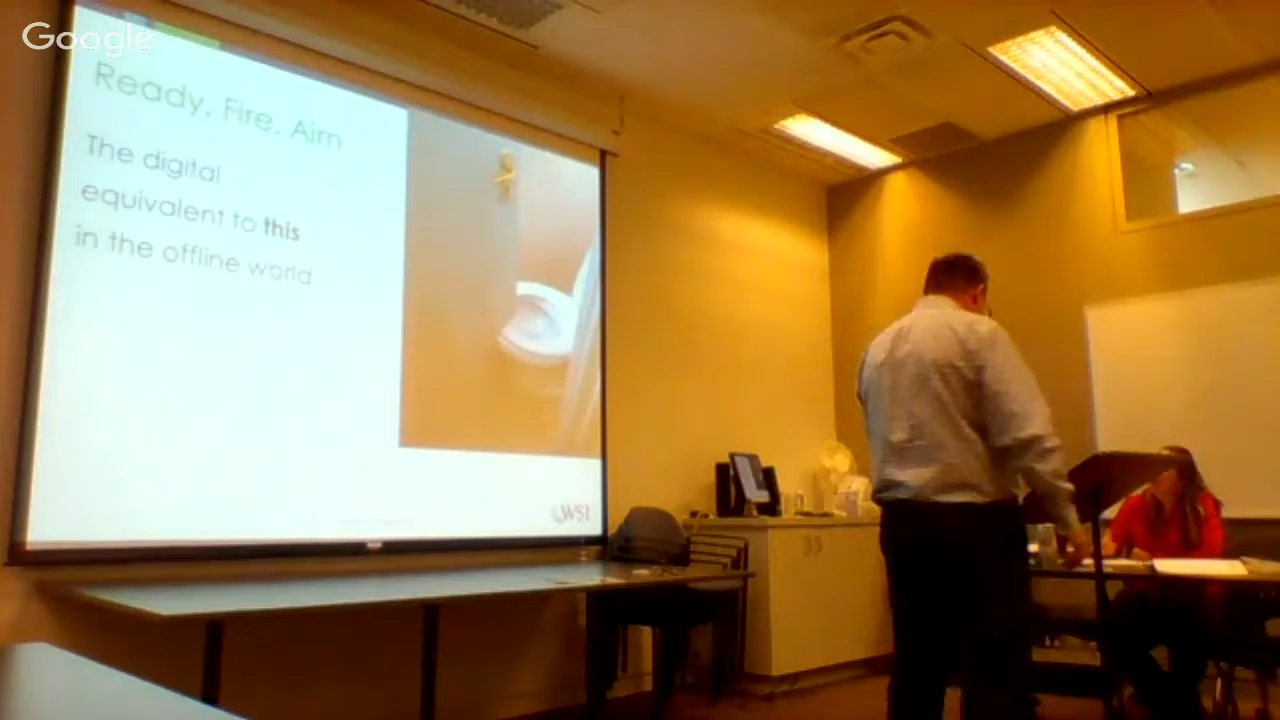 Google
Ready, Fire, Aim
The digital
equivalent to this
in the offline world
WSI